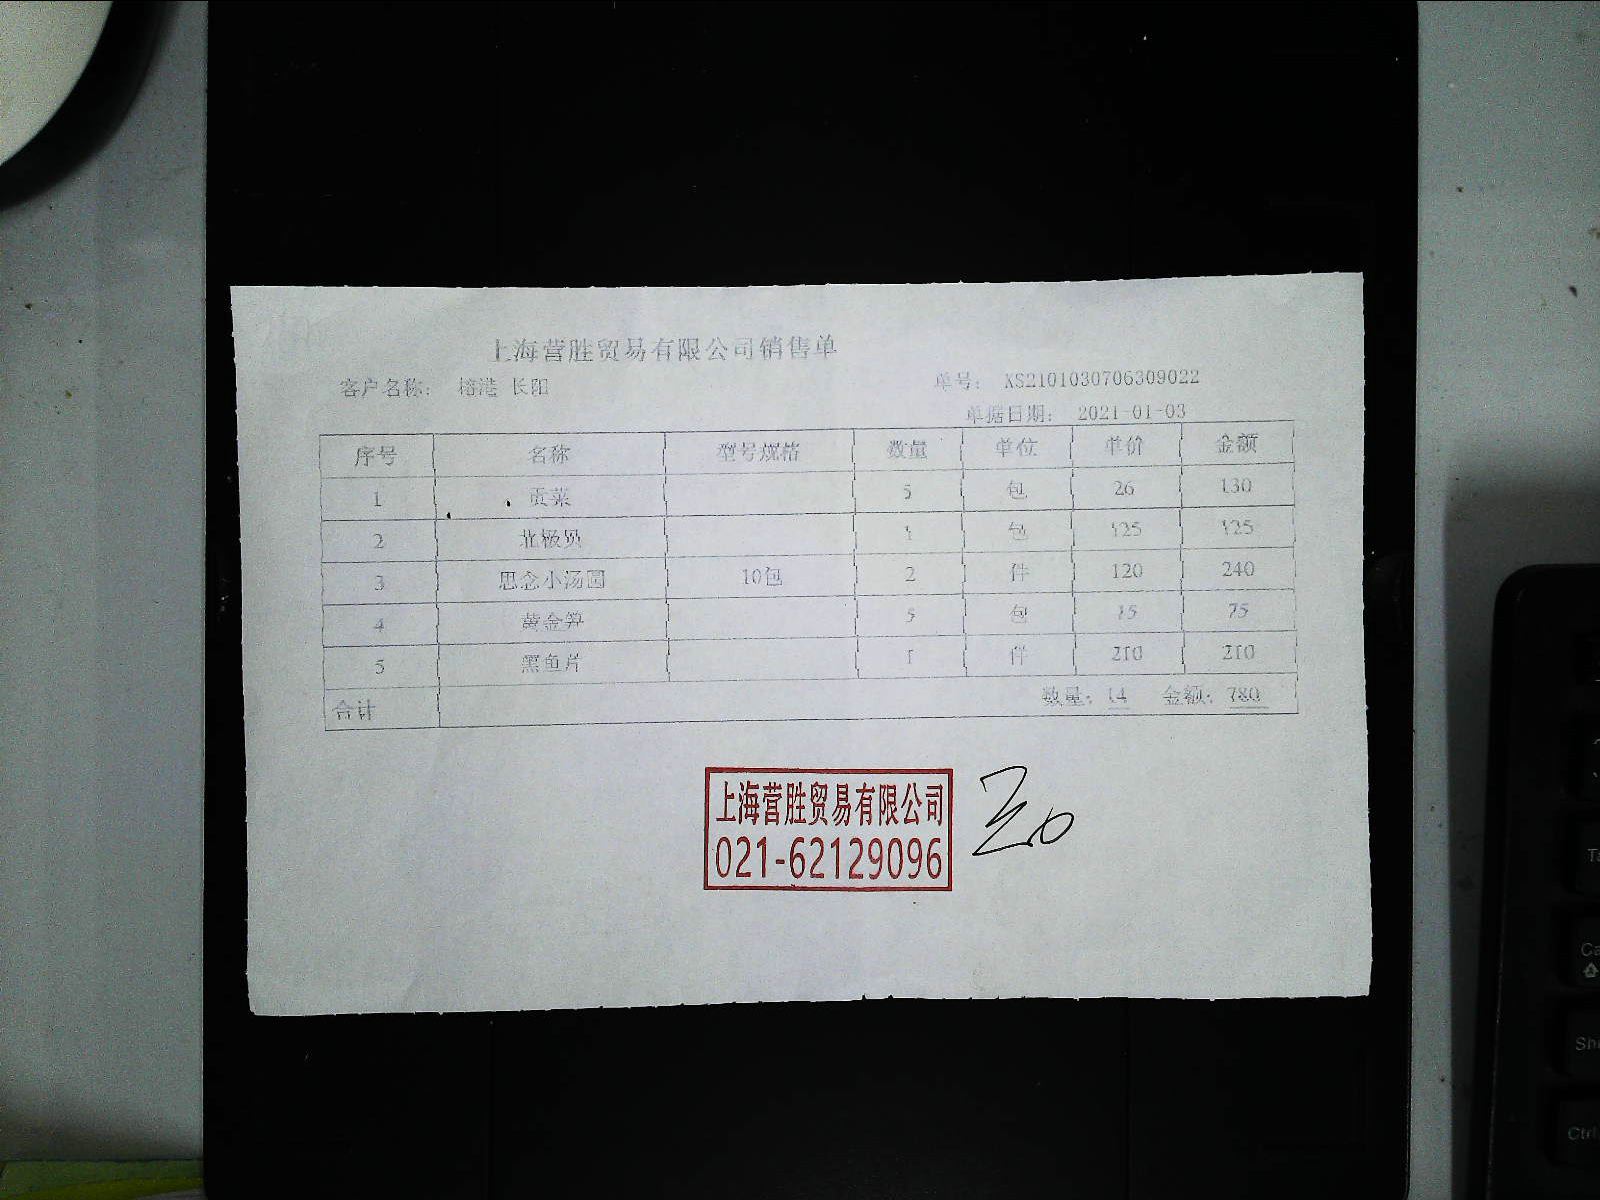 上海营胜贸易有限公司销售单
客户名称： 榕港 长阳
单号： XS2101030706309022
单据日期： 2021-01-03
序号 名称 型号规格 数量 单位 单价 金额
1 贡菜 5 包 26 130
2 北极贝 1 包 125 125
3 思念小汤圆 10包 2 件 120 240
4 黄金笋 5 包 15 75
5 黑鱼片 1 件 210 210
合计 数量：14 金额：780
上海营胜贸易有限公司
021-62129096